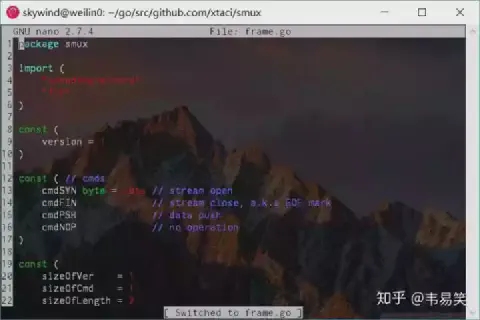 skywind@weilin0: ~/go/src/github.com/xtaci/smux
GNU nano 2.7.4 File: frame.go
1 package smux
2
3 import (
4
5
6 )
7
8 const (
9 version =
10 )
11
12 const ( // cmds
13 cmdSYN byte = iota // stream open
14 cmdFIN // stream close, a.k.a EOF mark
15 cmdPSH // data push
16 cmdNOP // no operation
17 )
18
19 const (
20 sizeOfVer = 1
21 sizeOfCmd = 1
22 sizeOfLength = 2
[ Switched to frame.go ]
知乎 @韦易笑